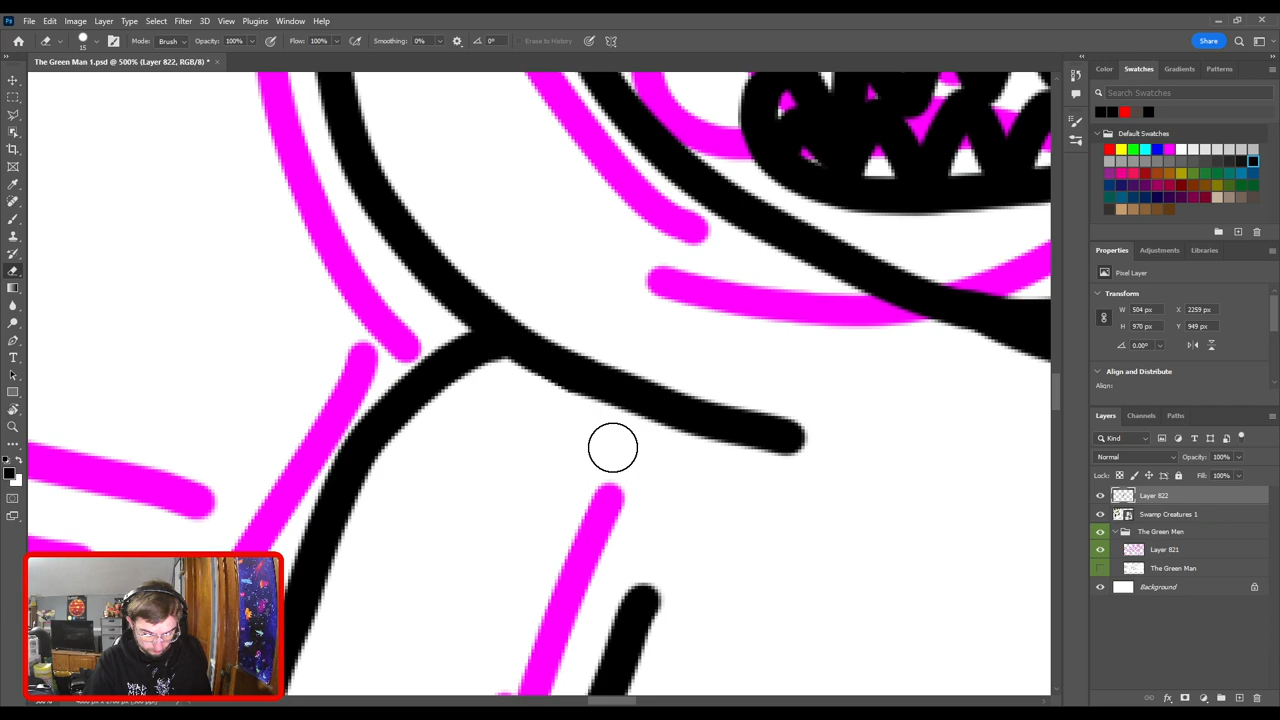 File Edit Image Layer Type Select Filter 3D View Plugins Window Help
15 Mode: Brush Opacity: 100% Flow: 100% Smoothing: 0% 0° Erase to History Share
The Green Man 1.psd @ 500% (Layer 822, RGB/8) *
Color Swatches Gradients Patterns
Search Swatches
Default Swatches
Properties Adjustments Libraries
Pixel Layer
Transform
W 504 px X 2259 px
H 970 px Y 949 px
0.00°
Align and Distribute
Align:
Layers Channels Paths
Kind
Normal Opacity: 100%
Lock: Fill: 100%
Layer 822
Swamp Creatures 1
The Green Men
Layer 821
The Green Man
Background